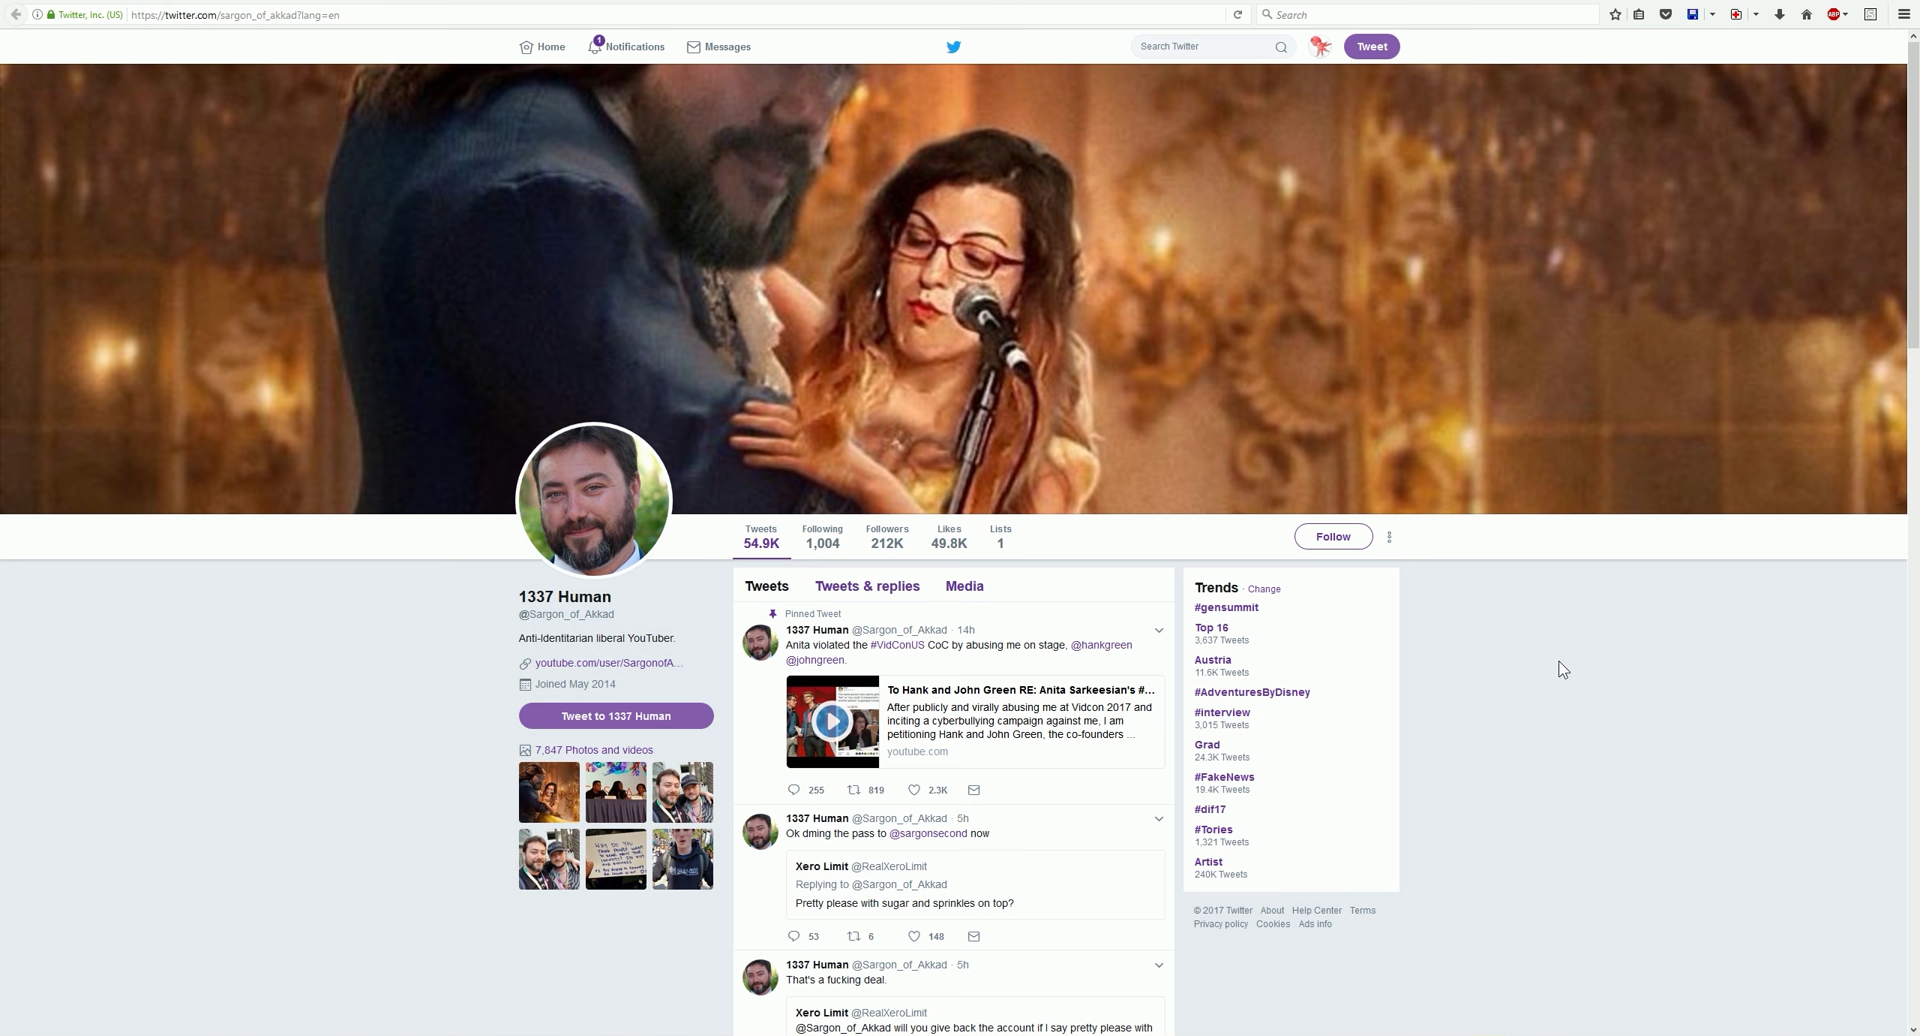 Twitter, Inc. (US)
https://twitter.com/sargon_of_akkad?lang=en
Search
Home
1
Notifications
Messages
Search Twitter
Tweet
Tweets
54.9K
Following
1,004
Followers
212K
Likes
49.8K
Lists
1
Follow
1337 Human
@Sargon_of_Akkad
Anti-Identitarian liberal YouTuber.
youtube.com/user/SargonofA...
Joined May 2014
Tweet to 1337 Human
7,847 Photos and videos
Tweets
Tweets & replies
Media
Pinned Tweet
1337 Human @Sargon_of_Akkad · 14h
Anita violated the #VidConUS CoC by abusing me on stage, @hankgreen
@johngreen.
To Hank and John Green RE: Anita Sarkeesian's #...
After publicly and virally abusing me at Vidcon 2017 and
inciting a cyberbullying campaign against me, I am
petitioning Hank and John Green, the co-founders ...
youtube.com
255 819 2.3K
1337 Human @Sargon_of_Akkad · 5h
Ok dming the pass to @sargonsecond now
Xero Limit @RealXeroLimit
Replying to @Sargon_of_Akkad
Pretty please with sugar and sprinkles on top?
53 6 148
1337 Human @Sargon_of_Akkad · 5h
That's a fucking deal.
Xero Limit @RealXeroLimit
@Sargon_of_Akkad will you give back the account if I say pretty please with
Trends · Change
#gensummit
Top 16
3,637 Tweets
Austria
11.6K Tweets
#AdventuresByDisney
#interview
3,015 Tweets
Grad
24.3K Tweets
#FakeNews
19.4K Tweets
#dif17
#Tories
1,321 Tweets
Artist
240K Tweets
© 2017 Twitter About Help Center Terms
Privacy policy Cookies Ads info